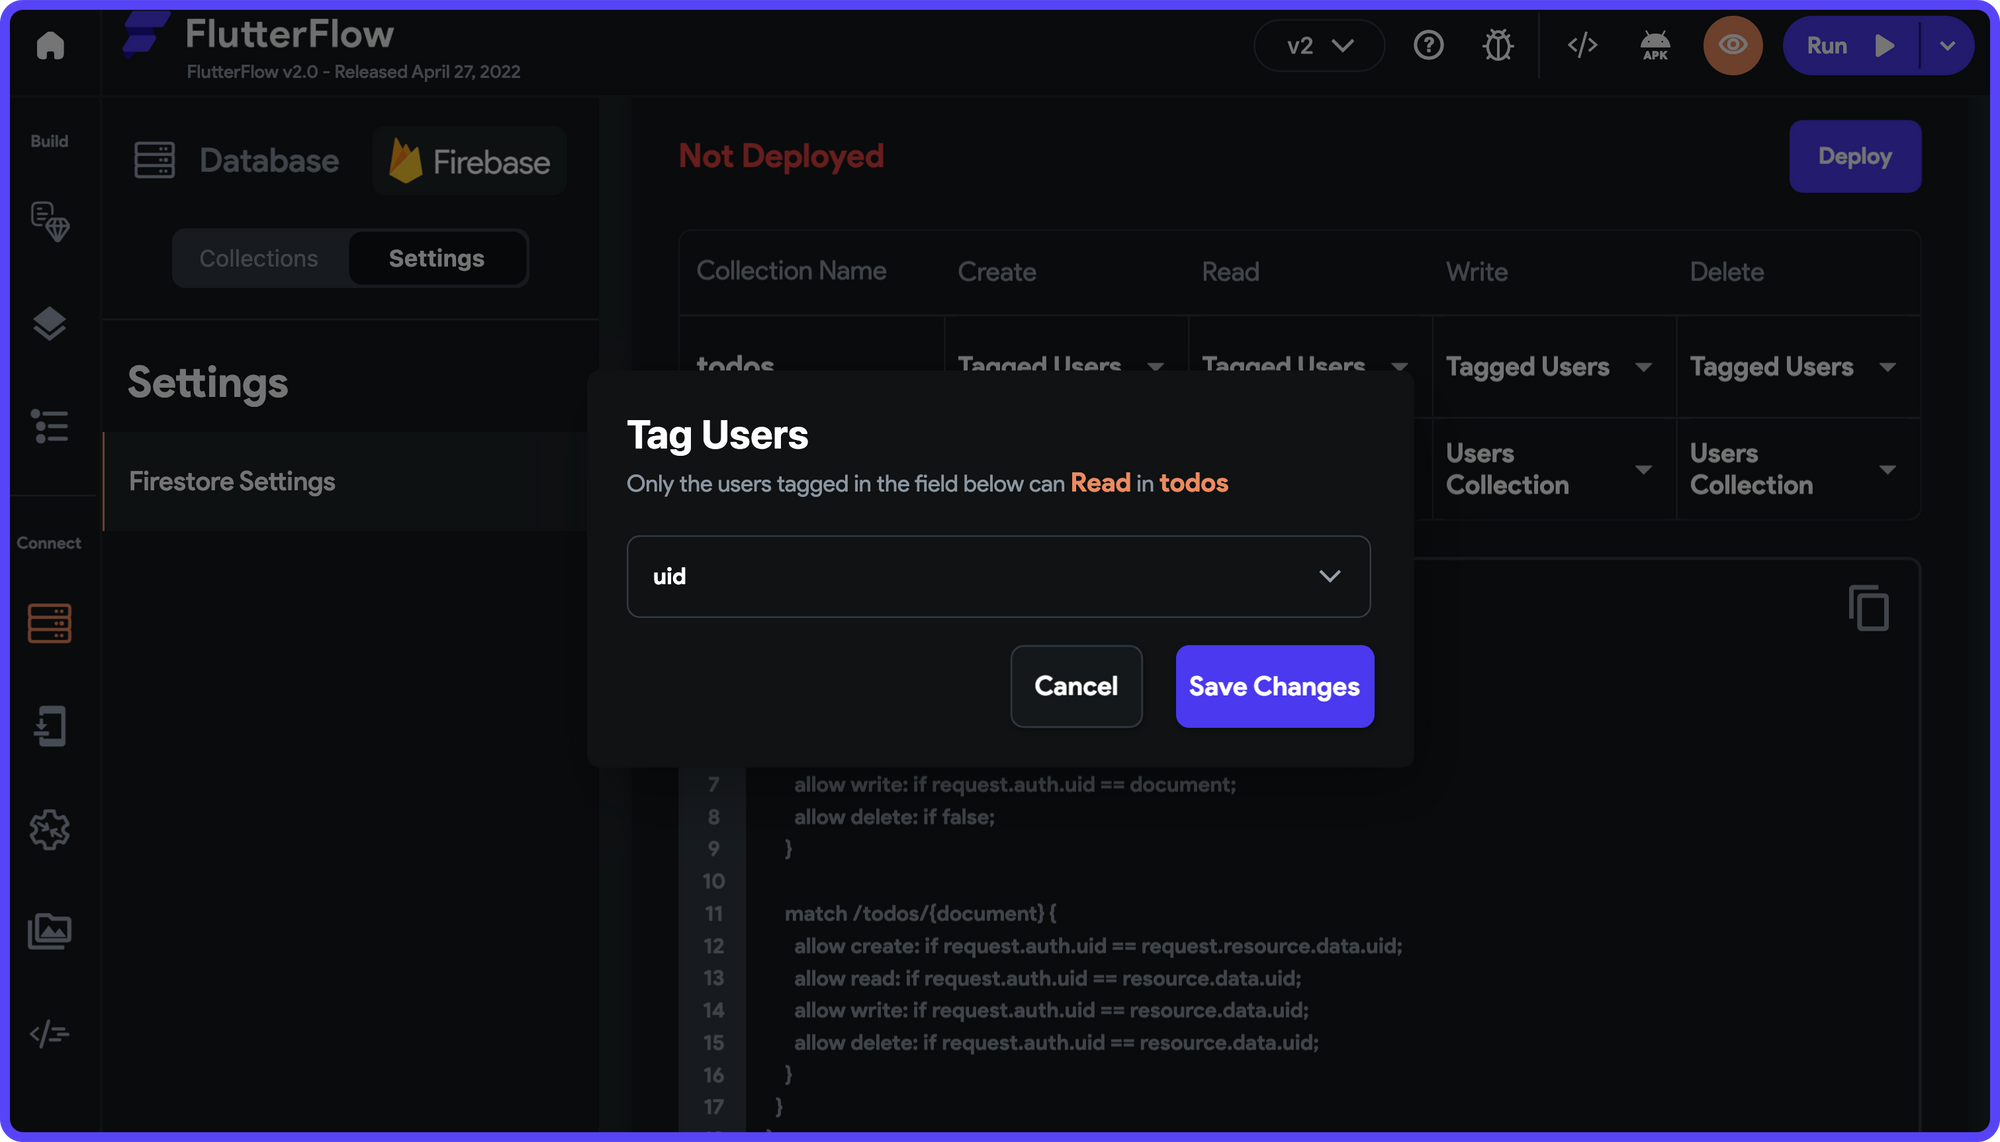 FlutterFlow
FlutterFlow v2.0 - Released April 27, 2022
v2
APK
Run
Build
Database
Firebase
Collections
Settings
Settings
Firestore Settings
Connect
Not Deployed
Deploy
Collection Name Create Read Write Delete
todos Tagged Users Tagged Users Tagged Users Tagged Users
Users Collection Users Collection
Tag Users
Only the users tagged in the field below can Read in todos
uid
Cancel
Save Changes
7 allow write: if request.auth.uid == document;
8 allow delete: if false;
9 }
10
11 match /todos/{document} {
12 allow create: if request.auth.uid == request.resource.data.uid;
13 allow read: if request.auth.uid == resource.data.uid;
14 allow write: if request.auth.uid == resource.data.uid;
15 allow delete: if request.auth.uid == resource.data.uid;
16 }
17 }